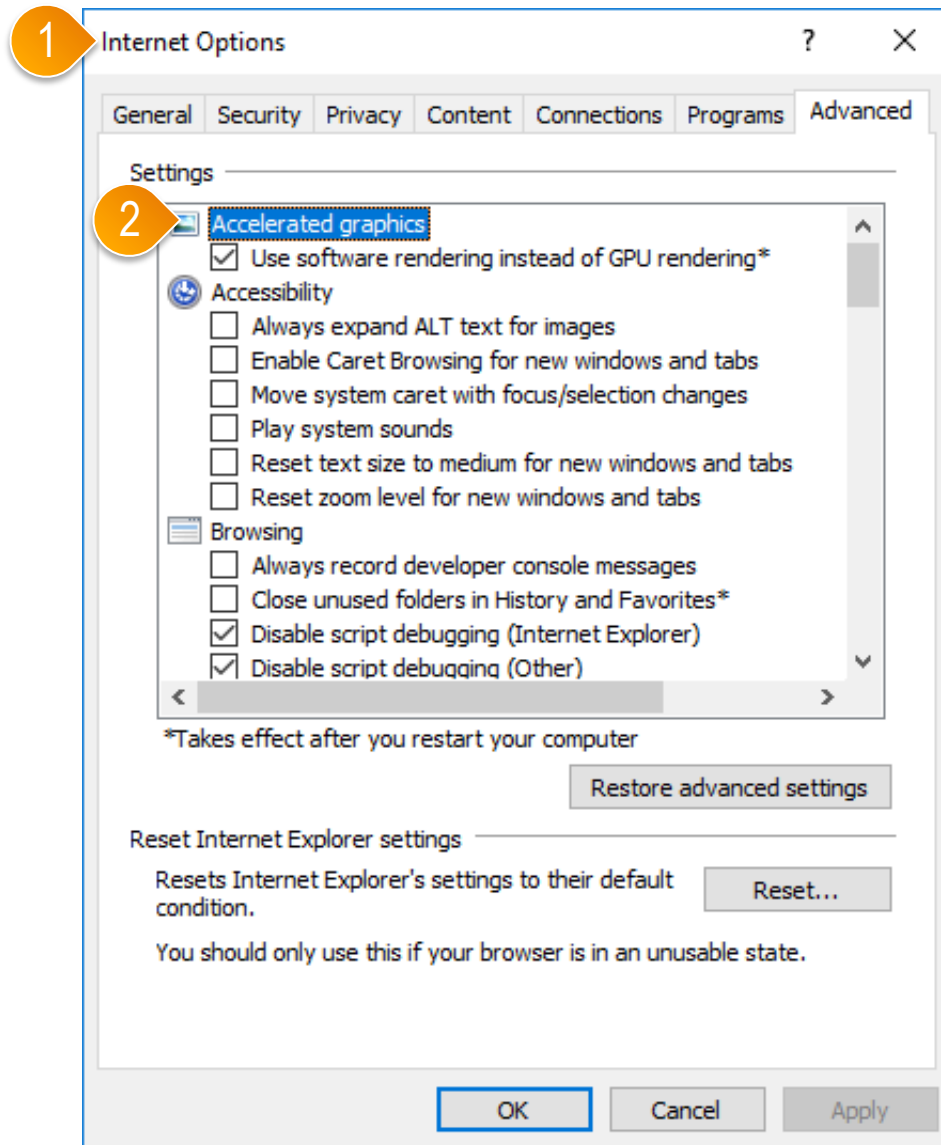 1
Internet Options
?
General Security Privacy Content Connections Programs Advanced
Settings
2
Accelerated graphics
Use software rendering instead of GPU rendering*
Accessibility
Always expand ALT text for images
Enable Caret Browsing for new windows and tabs
Move system caret with focus/selection changes
Play system sounds
Reset text size to medium for new windows and tabs
Reset zoom level for new windows and tabs
Browsing
Always record developer console messages
Close unused folders in History and Favorites*
Disable script debugging (Internet Explorer)
Disable script debugging (Other)
*Takes effect after you restart your computer
Restore advanced settings
Reset Internet Explorer settings
Resets Internet Explorer's settings to their default
condition.
Reset...
You should only use this if your browser is in an unusable state.
OK Cancel Apply